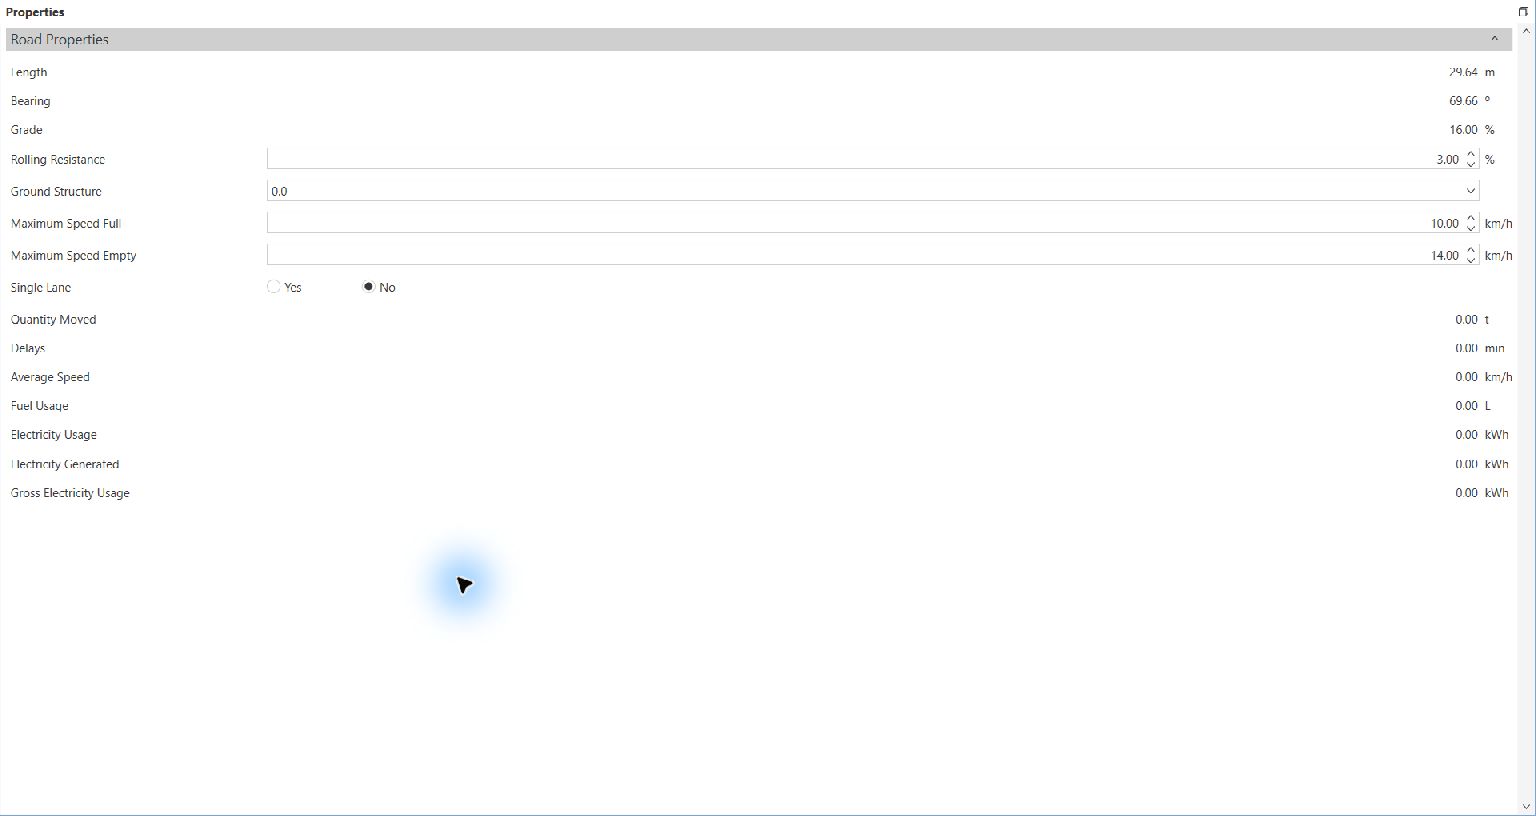 Properties
Road Properties
Length 29.64 m
Bearing 69.66 °
Grade 16.00 %
Rolling Resistance 3.00 %
Ground Structure 0.0
Maximum Speed Full 10.00 km/h
Maximum Speed Empty 14.00 km/h
Single Lane Yes No
Quantity Moved 0.00 t
Delays 0.00 min
Average Speed 0.00 km/h
Fuel Usage 0.00 L
Electricity Usage 0.00 kWh
Electricity Generated 0.00 kWh
Gross Electricity Usage 0.00 kWh